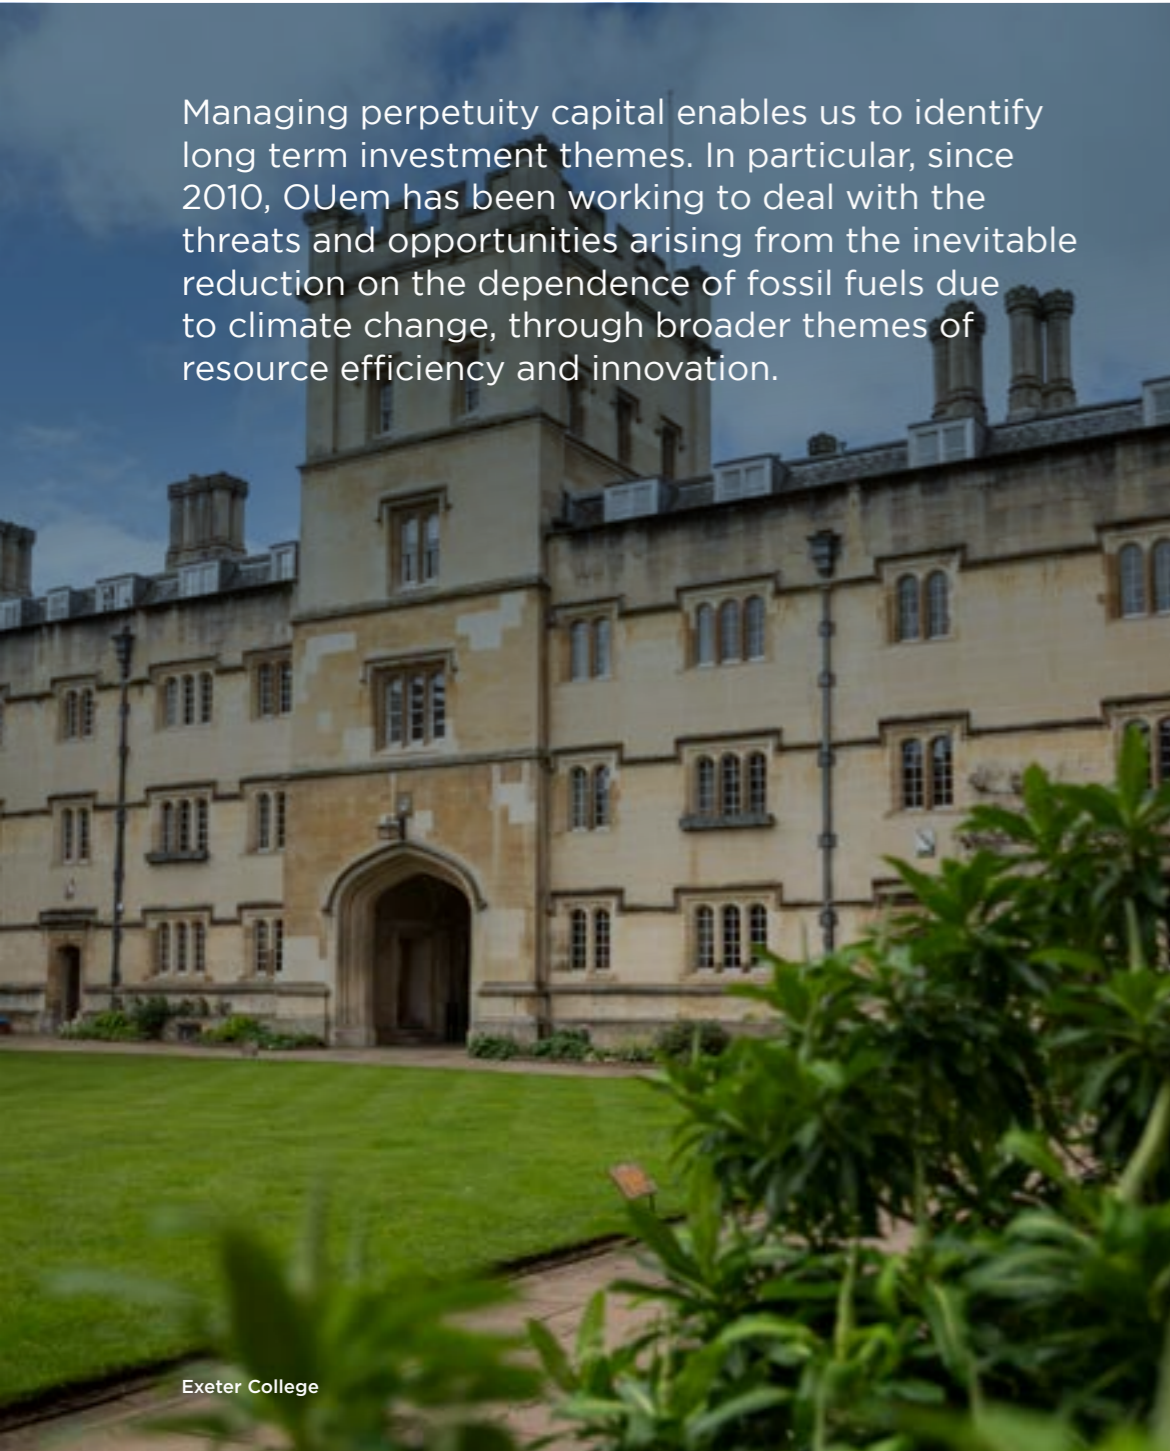 Managing perpetuity capital enables us to identify
long term investment themes. In particular, since
2010, OUem has been working to deal with the
threats and opportunities arising from the inevitable
reduction on the dependence of fossil fuels due
to climate change, through broader themes of
resource efficiency and innovation.
Exeter College